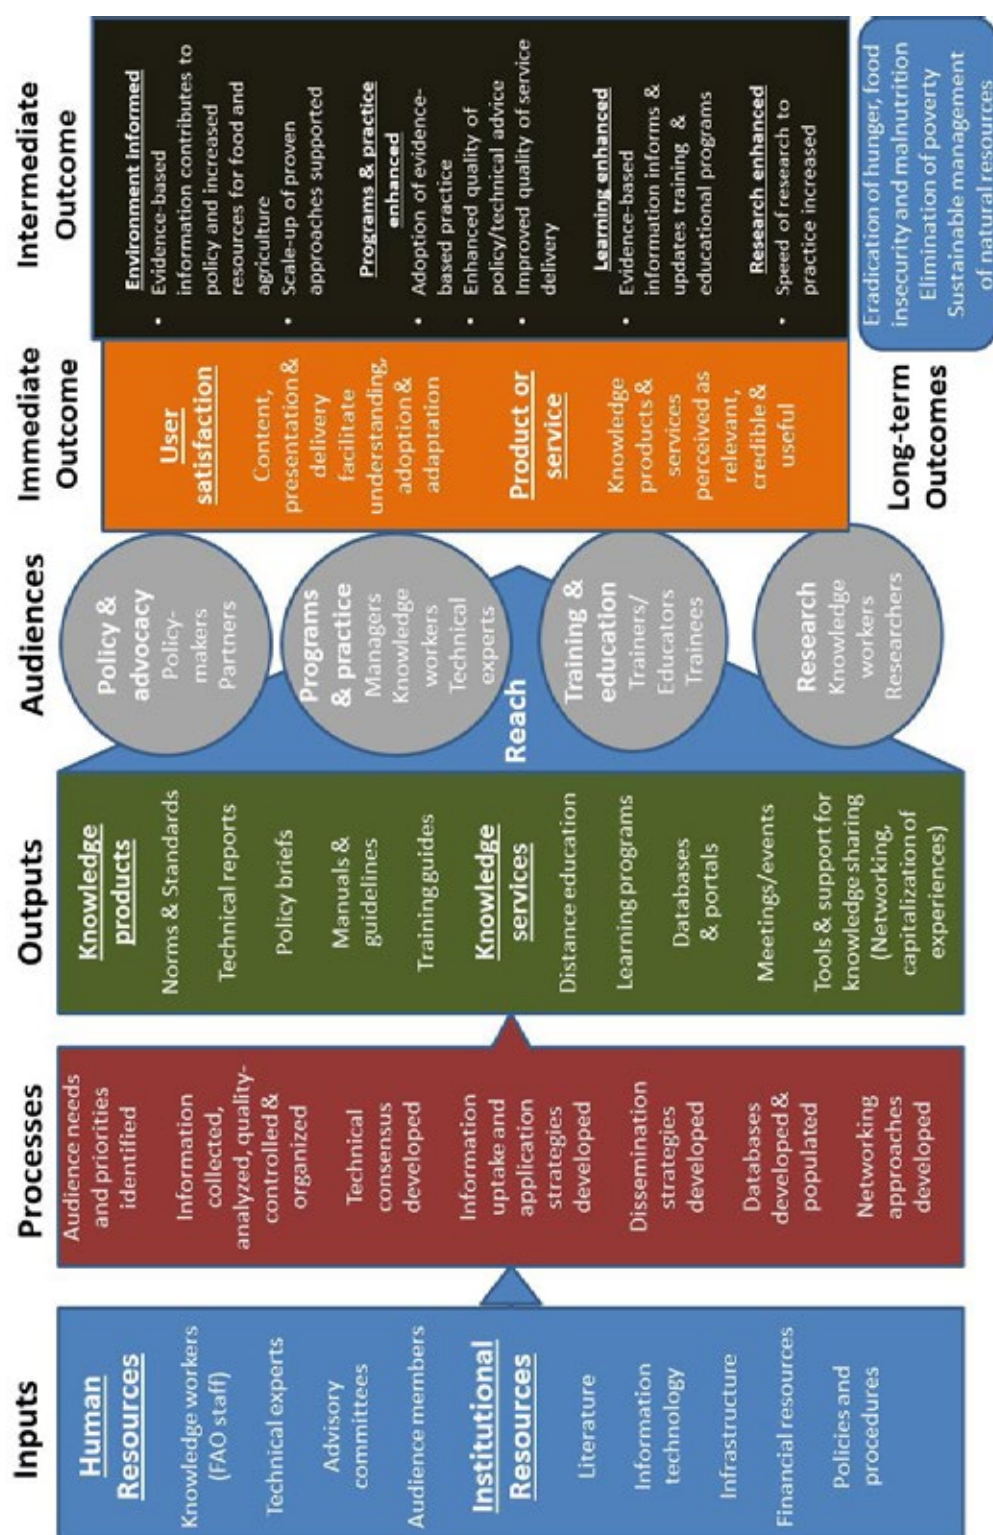 Inputs
Human
Resources
Knowledge workers
(FAO staff)
Technical experts
Advisory
committees
Audience members
Institutional
Resources
Literature
Information
technology
Infrastructure
Financial resources
Policies and
procedures
Processes
Audience needs
and priorities
identified
Information
collected,
analyzed, quality-
controlled &
organized
Technical
consensus
developed
Information
uptake and
application
strategies
developed
Dissemination
strategies
developed
Databases
developed &
populated
Networking
approaches
developed
Outputs
Knowledge
products
Norms & Standards
Technical reports
Policy briefs
Manuals &
guidelines
Training guides
Knowledge
services
Distance education
Learning programs
Databases
& portals
Meetings/events
Tools & support for
knowledge sharing
(Networking,
capitalization of
experiences)
Reach
Audiences
Policy &
advocacy
Policy-
makers
Partners
Programs
& practice
Managers
Knowledge
workers
Technical
experts
Training &
education
Trainers/
Educators
Trainees
Research
Knowledge
workers
Researchers
Immediate
Outcome
User
satisfaction
Content,
presentation &
delivery
facilitate
understanding,
adoption &
adaptation
Product or
service
Knowledge
products &
services
perceived as
relevant,
credible &
useful
Intermediate
Outcome
Environment informed
• Evidence-based
information contributes to
policy and increased
resources for food and
agriculture
• Scale-up of proven
approaches supported
Programs & practice
enhanced
• Adoption of evidence-
based practice
• Enhanced quality of
policy/technical advice
• Improved quality of service
delivery
Learning enhanced
• Evidence-based
information informs &
updates training &
educational programs
Research enhanced
• Speed of research to
practice increased
Long-term
Outcomes
Eradication of hunger, food
insecurity and malnutrition
Elimination of poverty
Sustainable management
of natural resources